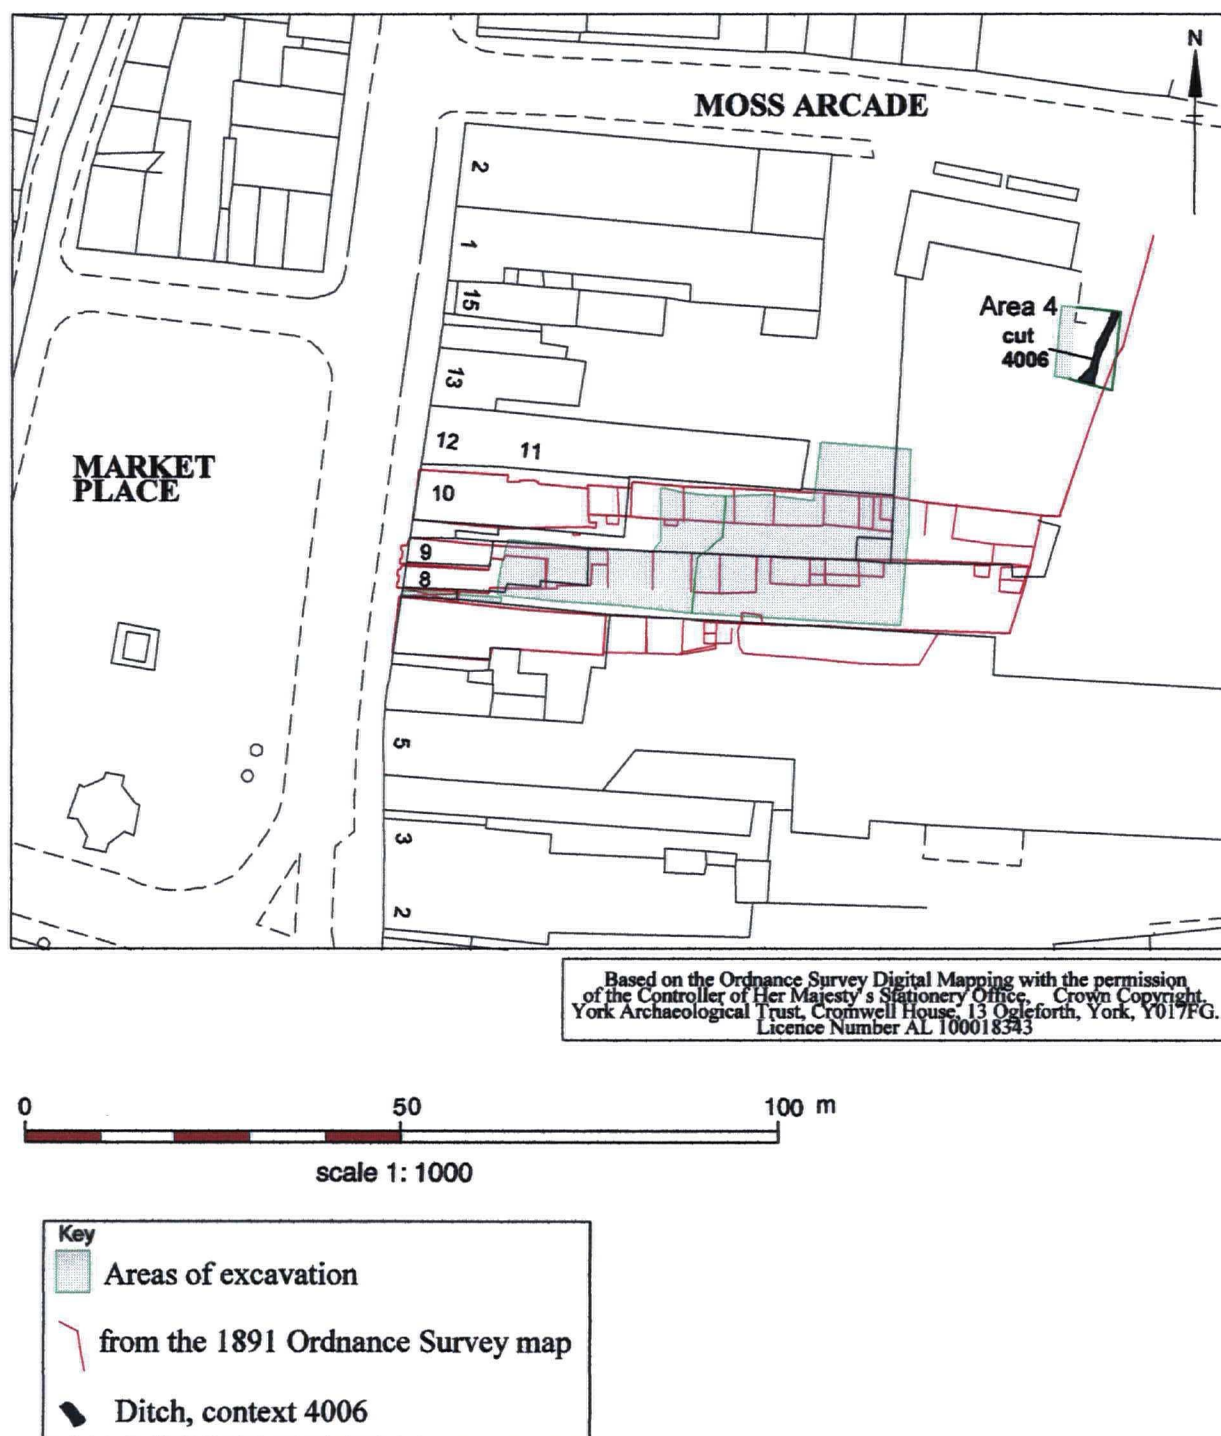 N
MOSS ARCADE
2
1
15
13
12
11
10
9
8
5
3
2
Area 4
cut
4006
MARKET
PLACE
Based on the Ordnance Survey Digital Mapping with the permission
of the Controller of Her Majesty's Stationery Office, Crown Copyright.
York Archaeological Trust, Cromwell House, 13 Ogleforth, York, YO17FG.
Licence Number AL 100018343
0 50 100 m
scale 1: 1000
Key
Areas of excavation
from the 1891 Ordnance Survey map
Ditch, context 4006